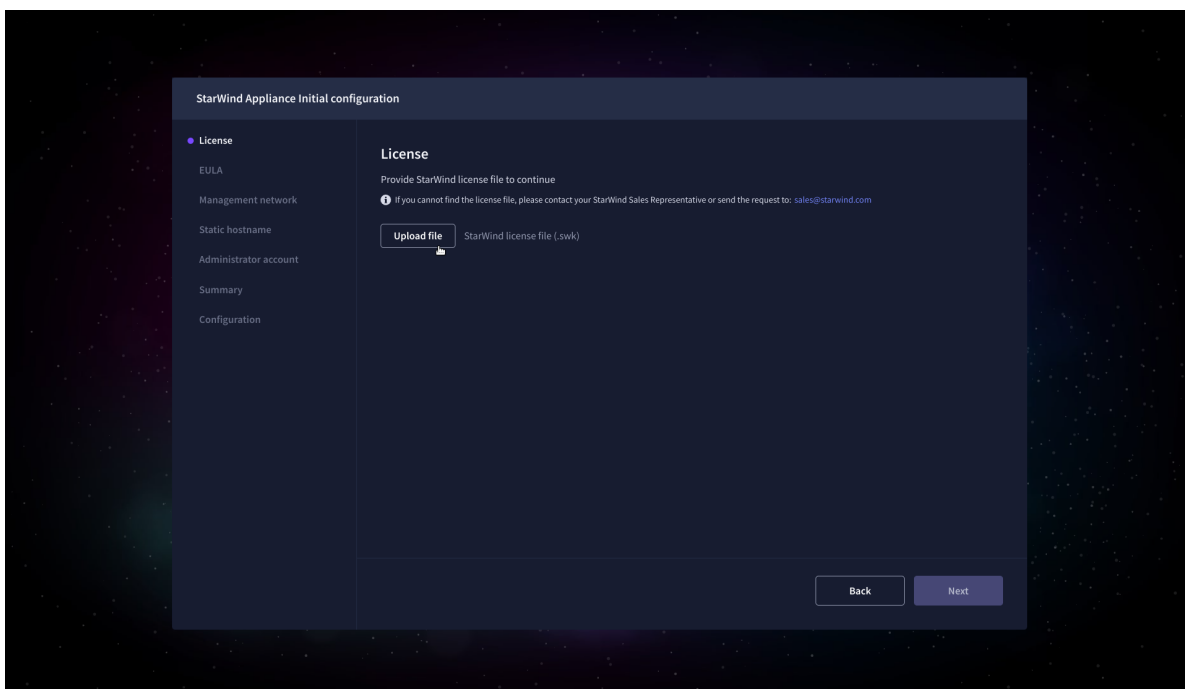 StarWind Appliance Initial configuration
License
EULA
Management network
Static hostname
Administrator account
Summary
Configuration
License
Provide StarWind license file to continue
If you cannot find the license file, please contact your StarWind Sales Representative or send the request to: sales@starwind.com
Upload file StarWind license file (.swk)
Back Next